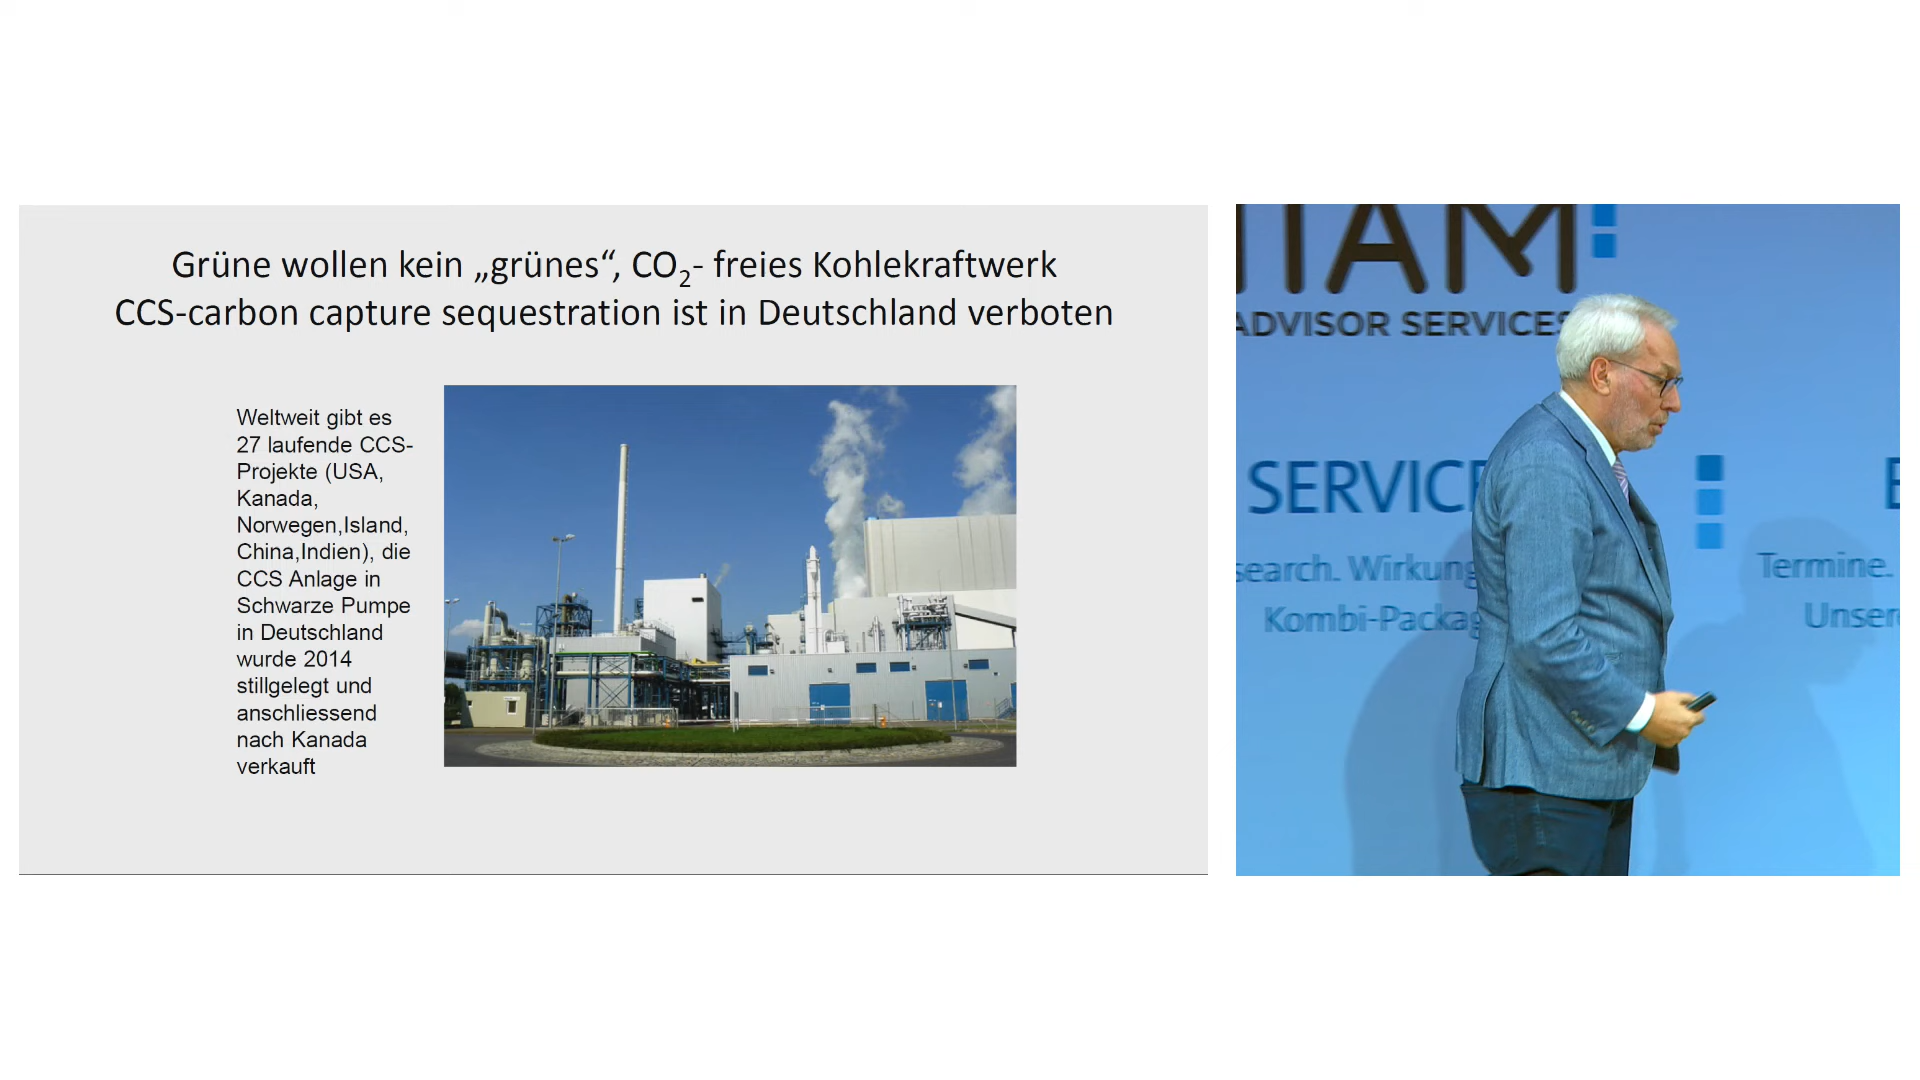 Grüne wollen kein „grünes“, CO₂- freies Kohlekraftwerk
CCS-carbon capture sequestration ist in Deutschland verboten
Weltweit gibt es
27 laufende CCS-
Projekte (USA,
Kanada,
Norwegen,Island,
China,Indien), die
CCS Anlage in
Schwarze Pumpe
in Deutschland
wurde 2014
stillgelegt und
anschliessend
nach Kanada
verkauft
ADVISOR SERVICES
SERVICE
search. Wirkung
Kombi-Packag
Termine.
Unser